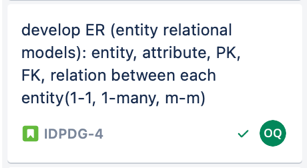 develop ER (entity relational
models): entity, attribute, PK,
FK, relation between each
entity(1-1, 1-many, m-m)
IDPDG-4
OQ